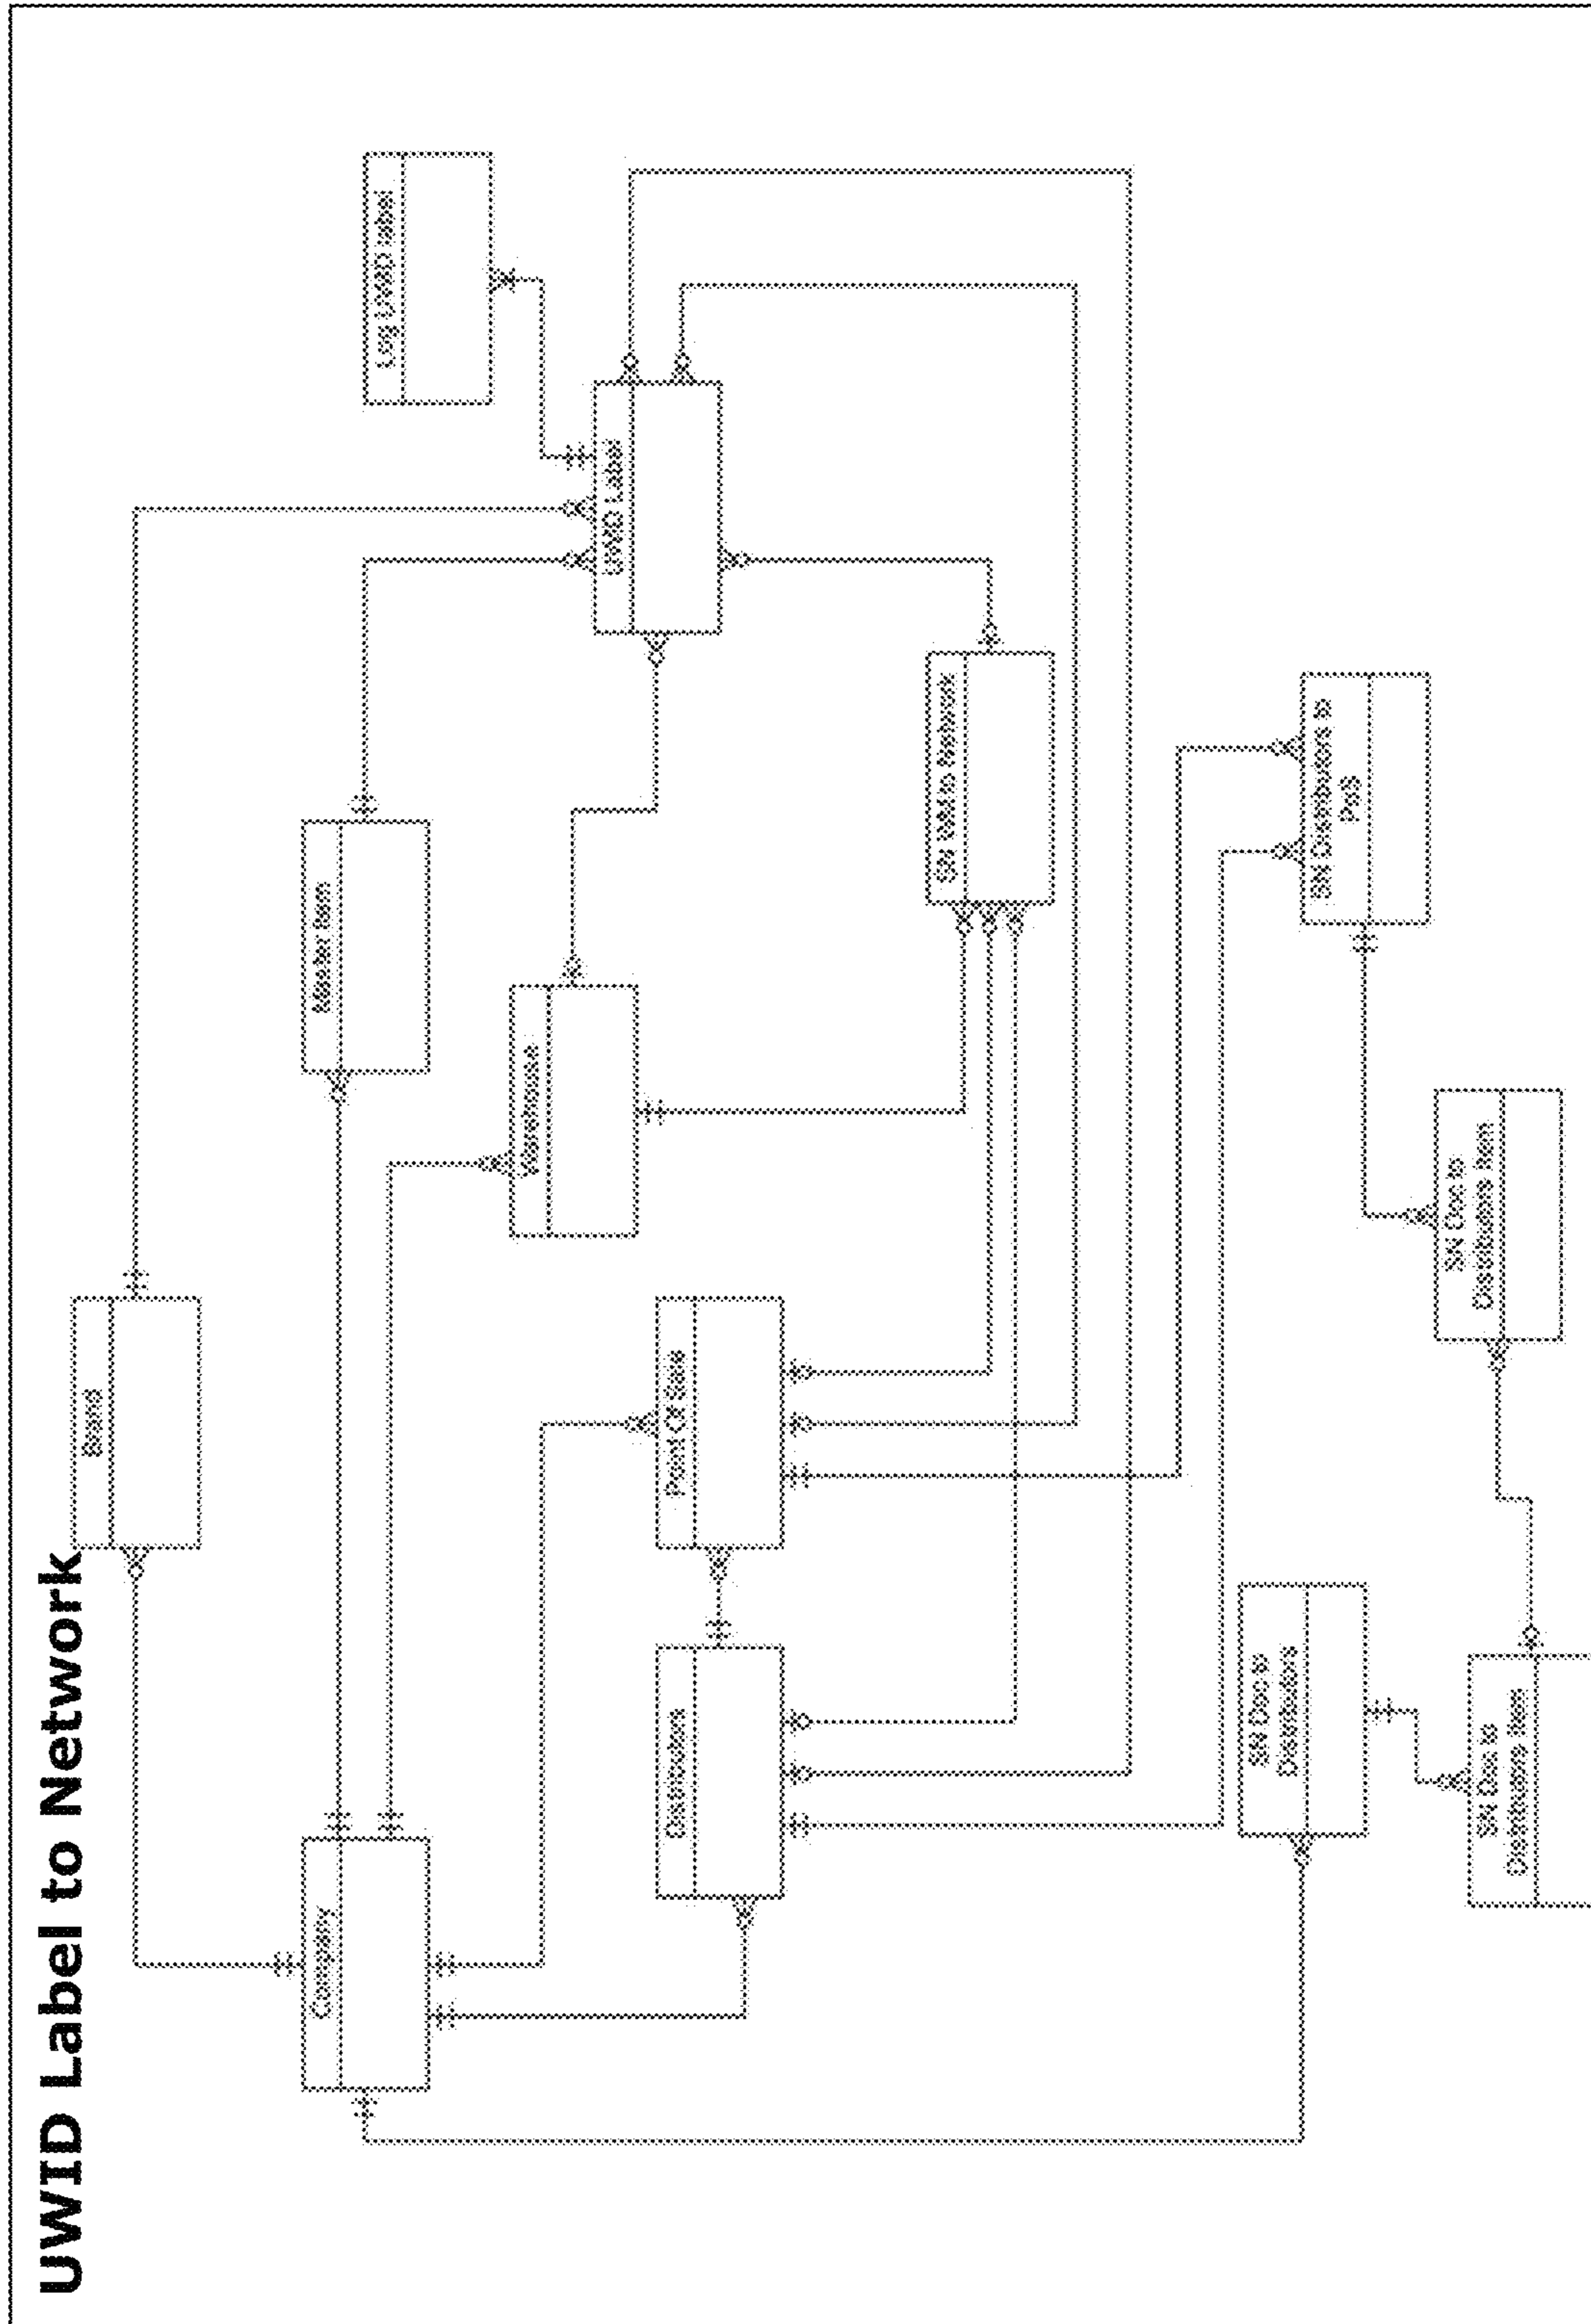 UWID Label to Network
Brand
Company
Master Item
Log UWID label
Warehouse
UWID Label
Distributors
Point Of Sale
SN
to Network
SN Doc to
Distributors
SN Distributors to
PoS
SN Doc to
Item
SN Doc to
Distributors Item